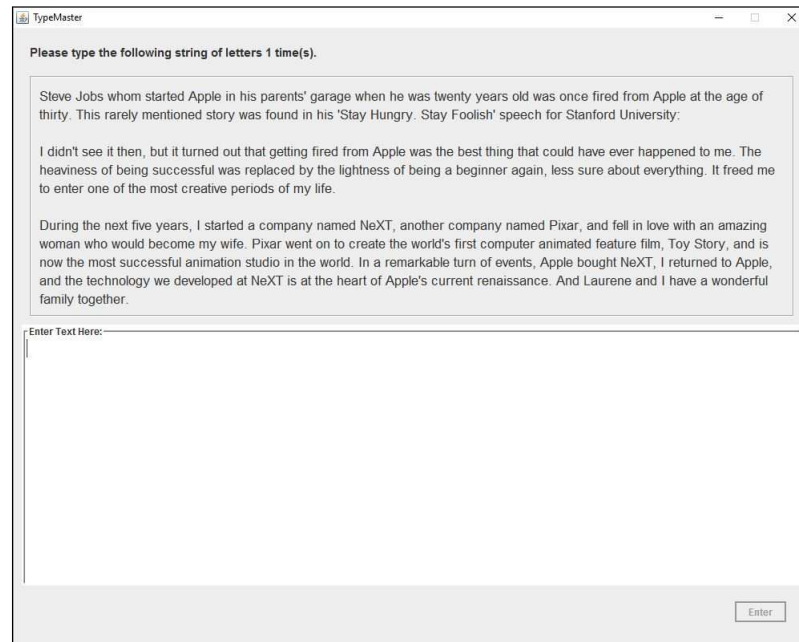 TypeMaster
Please type the following string of letters 1 time(s).
Steve Jobs whom started Apple in his parents' garage when he was twenty years old was once fired from Apple at the age of
thirty. This rarely mentioned story was found in his 'Stay Hungry. Stay Foolish' speech for Stanford University:
I didn't see it then, but it turned out that getting fired from Apple was the best thing that could have ever happened to me. The
heaviness of being successful was replaced by the lightness of being a beginner again, less sure about everything. It freed me
to enter one of the most creative periods of my life.
During the next five years, I started a company named NeXT, another company named Pixar, and fell in love with an amazing
woman who would become my wife. Pixar went on to create the world's first computer animated feature film, Toy Story, and is
now the most successful animation studio in the world. In a remarkable turn of events, Apple bought NeXT, I returned to Apple,
and the technology we developed at NeXT is at the heart of Apple's current renaissance. And Laurene and I have a wonderful
family together.
Enter Text Here:
Enter